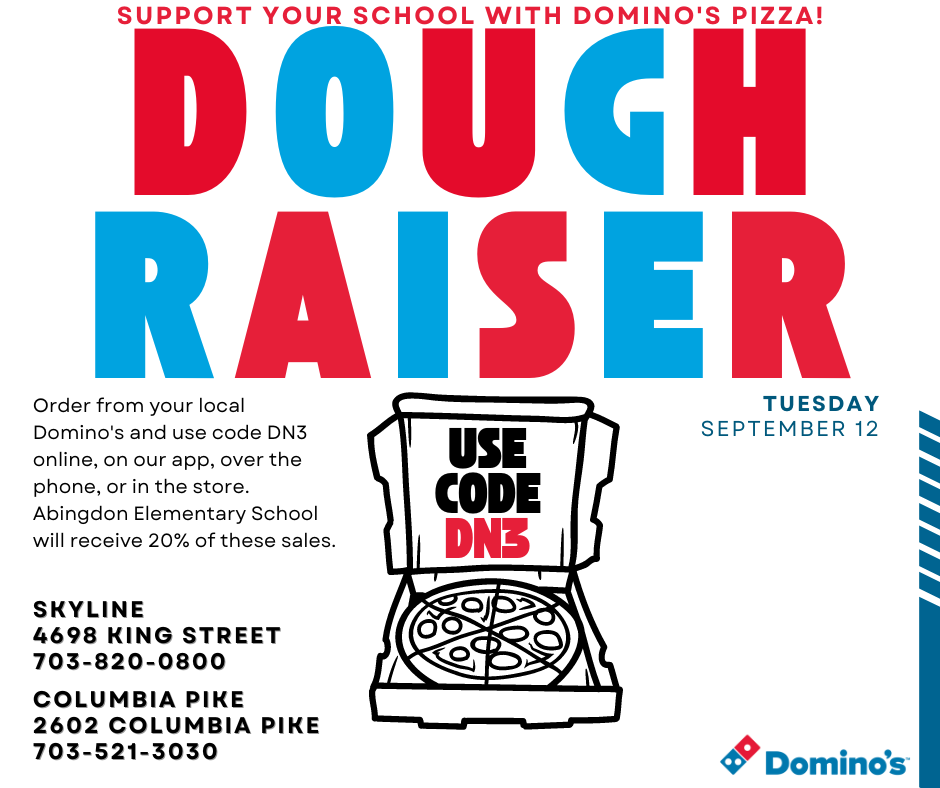 SUPPORT YOUR SCHOOL WITH DOMINO'S PIZZA!
DOUGH
RAISER
Order from your local
Domino's and use code DN3
online, on our app, over the
phone, or in the store.
Abingdon Elementary School
will receive 20% of these sales.
SKYLINE
4698 KING STREET
703-820-0800
COLUMBIA PIKE
2602 COLUMBIA PIKE
703-521-3030
USE
CODE
DN3
TUESDAY
SEPTEMBER 12
Domino's